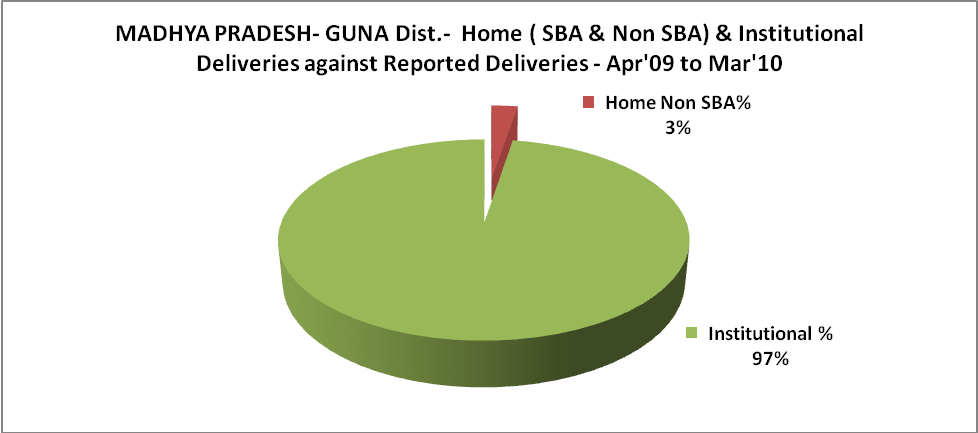 MADHYA PRADESH- GUNA Dist.- Home ( SBA & Non SBA) & Institutional
Deliveries against Reported Deliveries - Apr'09 to Mar'10
Home Non SBA%
3%
Institutional %
97%